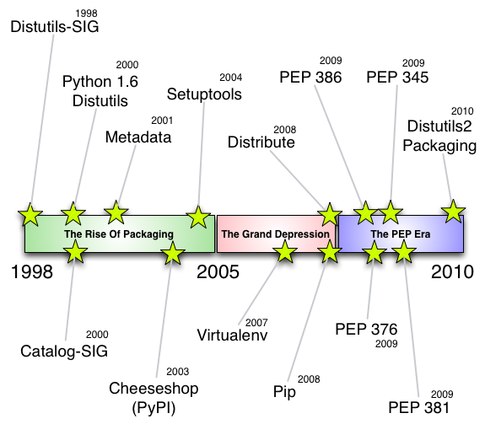 1998
Distutils-SIG
2000
Python 1.6
Distutils
2001
Metadata
2004
Setuptools
2008
Distribute
2009
PEP 386
2009
PEP 345
2010
Distutils2
Packaging
The Rise Of Packaging
The Grand Depression
The PEP Era
1998
2005
2010
2000
Catalog-SIG
2003
Cheeseshop
(PyPI)
2007
Virtualenv
2008
Pip
PEP 376
2009
2009
PEP 381